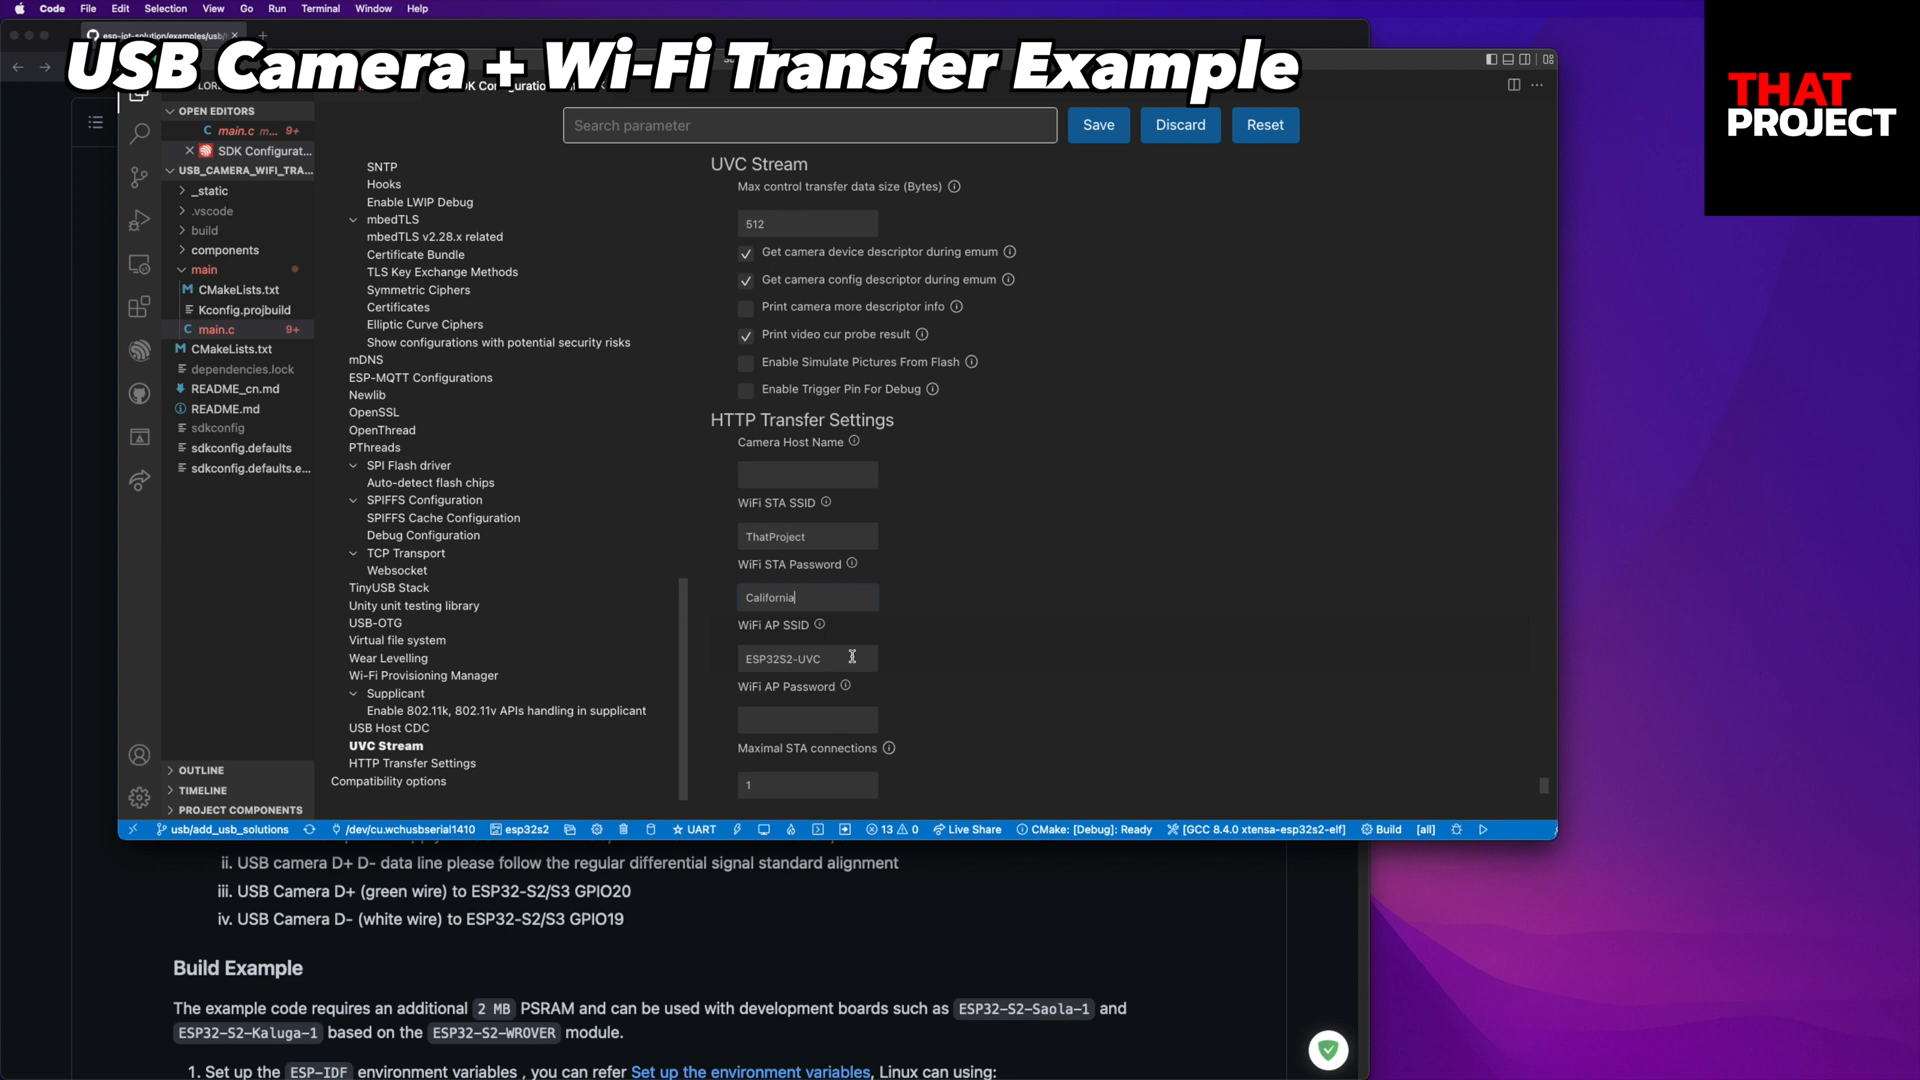 Code File Edit Selection View Go Run Terminal Window Help
esp-iot-solution/examples/usb/
USB Camera + Wi-Fi Transfer Example
THAT
PROJECT
OPEN EDITORS
main.c m... 9+
SDK Configurat...
USB_CAMERA_WIFI_TRA...
_static
.vscode
build
components
main
CMakeLists.txt
Kconfig.projbuild
main.c 9+
CMakeLists.txt
dependencies.lock
README_cn.md
README.md
sdkconfig
sdkconfig.defaults
sdkconfig.defaults.e...
OUTLINE
TIMELINE
PROJECT COMPONENTS
Search parameter
Save Discard Reset
SNTP
Hooks
Enable LWIP Debug
mbedTLS
mbedTLS v2.28.x related
Certificate Bundle
TLS Key Exchange Methods
Symmetric Ciphers
Certificates
Elliptic Curve Ciphers
Show configurations with potential security risks
mDNS
ESP-MQTT Configurations
Newlib
OpenSSL
OpenThread
PThreads
SPI Flash driver
Auto-detect flash chips
SPIFFS Configuration
SPIFFS Cache Configuration
Debug Configuration
TCP Transport
Websocket
TinyUSB Stack
Unity unit testing library
USB-OTG
Virtual file system
Wear Levelling
Wi-Fi Provisioning Manager
Supplicant
Enable 802.11k, 802.11v APIs handling in supplicant
USB Host CDC
UVC Stream
HTTP Transfer Settings
Compatibility options
UVC Stream
Max control transfer data size (Bytes)
512
Get camera device descriptor during emum
Get camera config descriptor during emum
Print camera more descriptor info
Print video cur probe result
Enable Simulate Pictures From Flash
Enable Trigger Pin For Debug
HTTP Transfer Settings
Camera Host Name
WiFi STA SSID
ThatProject
WiFi STA Password
California
WiFi AP SSID
ESP32S2-UVC
WiFi AP Password
Maximal STA connections
1
usb/add_usb_solutions /dev/cu.wchusbserial1410 esp32s2 UART 13 0 Live Share CMake: [Debug]: Ready [GCC 8.4.0 xtensa-esp32s2-elf] Build [all]
ii. USB camera D+ D- data line please follow the regular differential signal standard alignment
iii. USB Camera D+ (green wire) to ESP32-S2/S3 GPIO20
iv. USB Camera D- (white wire) to ESP32-S2/S3 GPIO19
Build Example
The example code requires an additional 2 MB PSRAM and can be used with development boards such as ESP32-S2-Saola-1 and
ESP32-S2-Kaluga-1 based on the ESP32-S2-WROVER module.
1. Set up the ESP-IDF environment variables , you can refer Set up the environment variables, Linux can using: